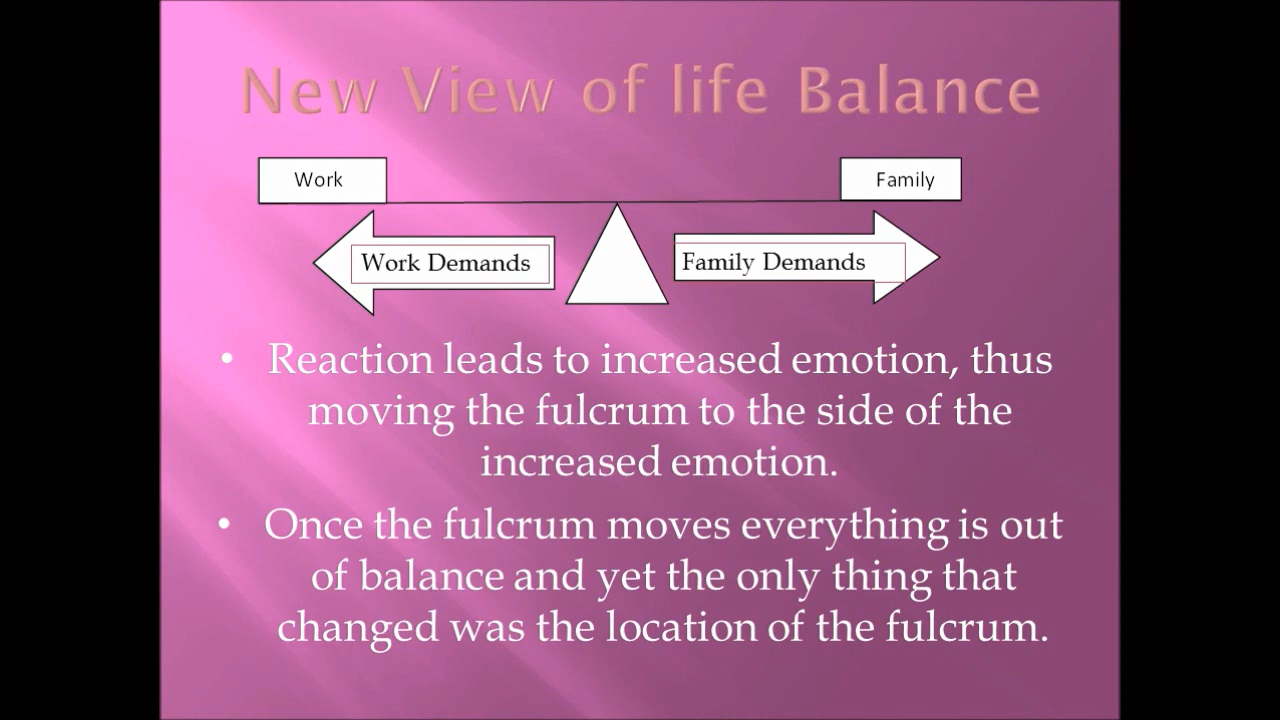 New View of life Balance
Work
Family
Work Demands
Family Demands
• Reaction leads to increased emotion, thus
moving the fulcrum to the side of the
increased emotion.
• Once the fulcrum moves everything is out
of balance and yet the only thing that
changed was the location of the fulcrum.